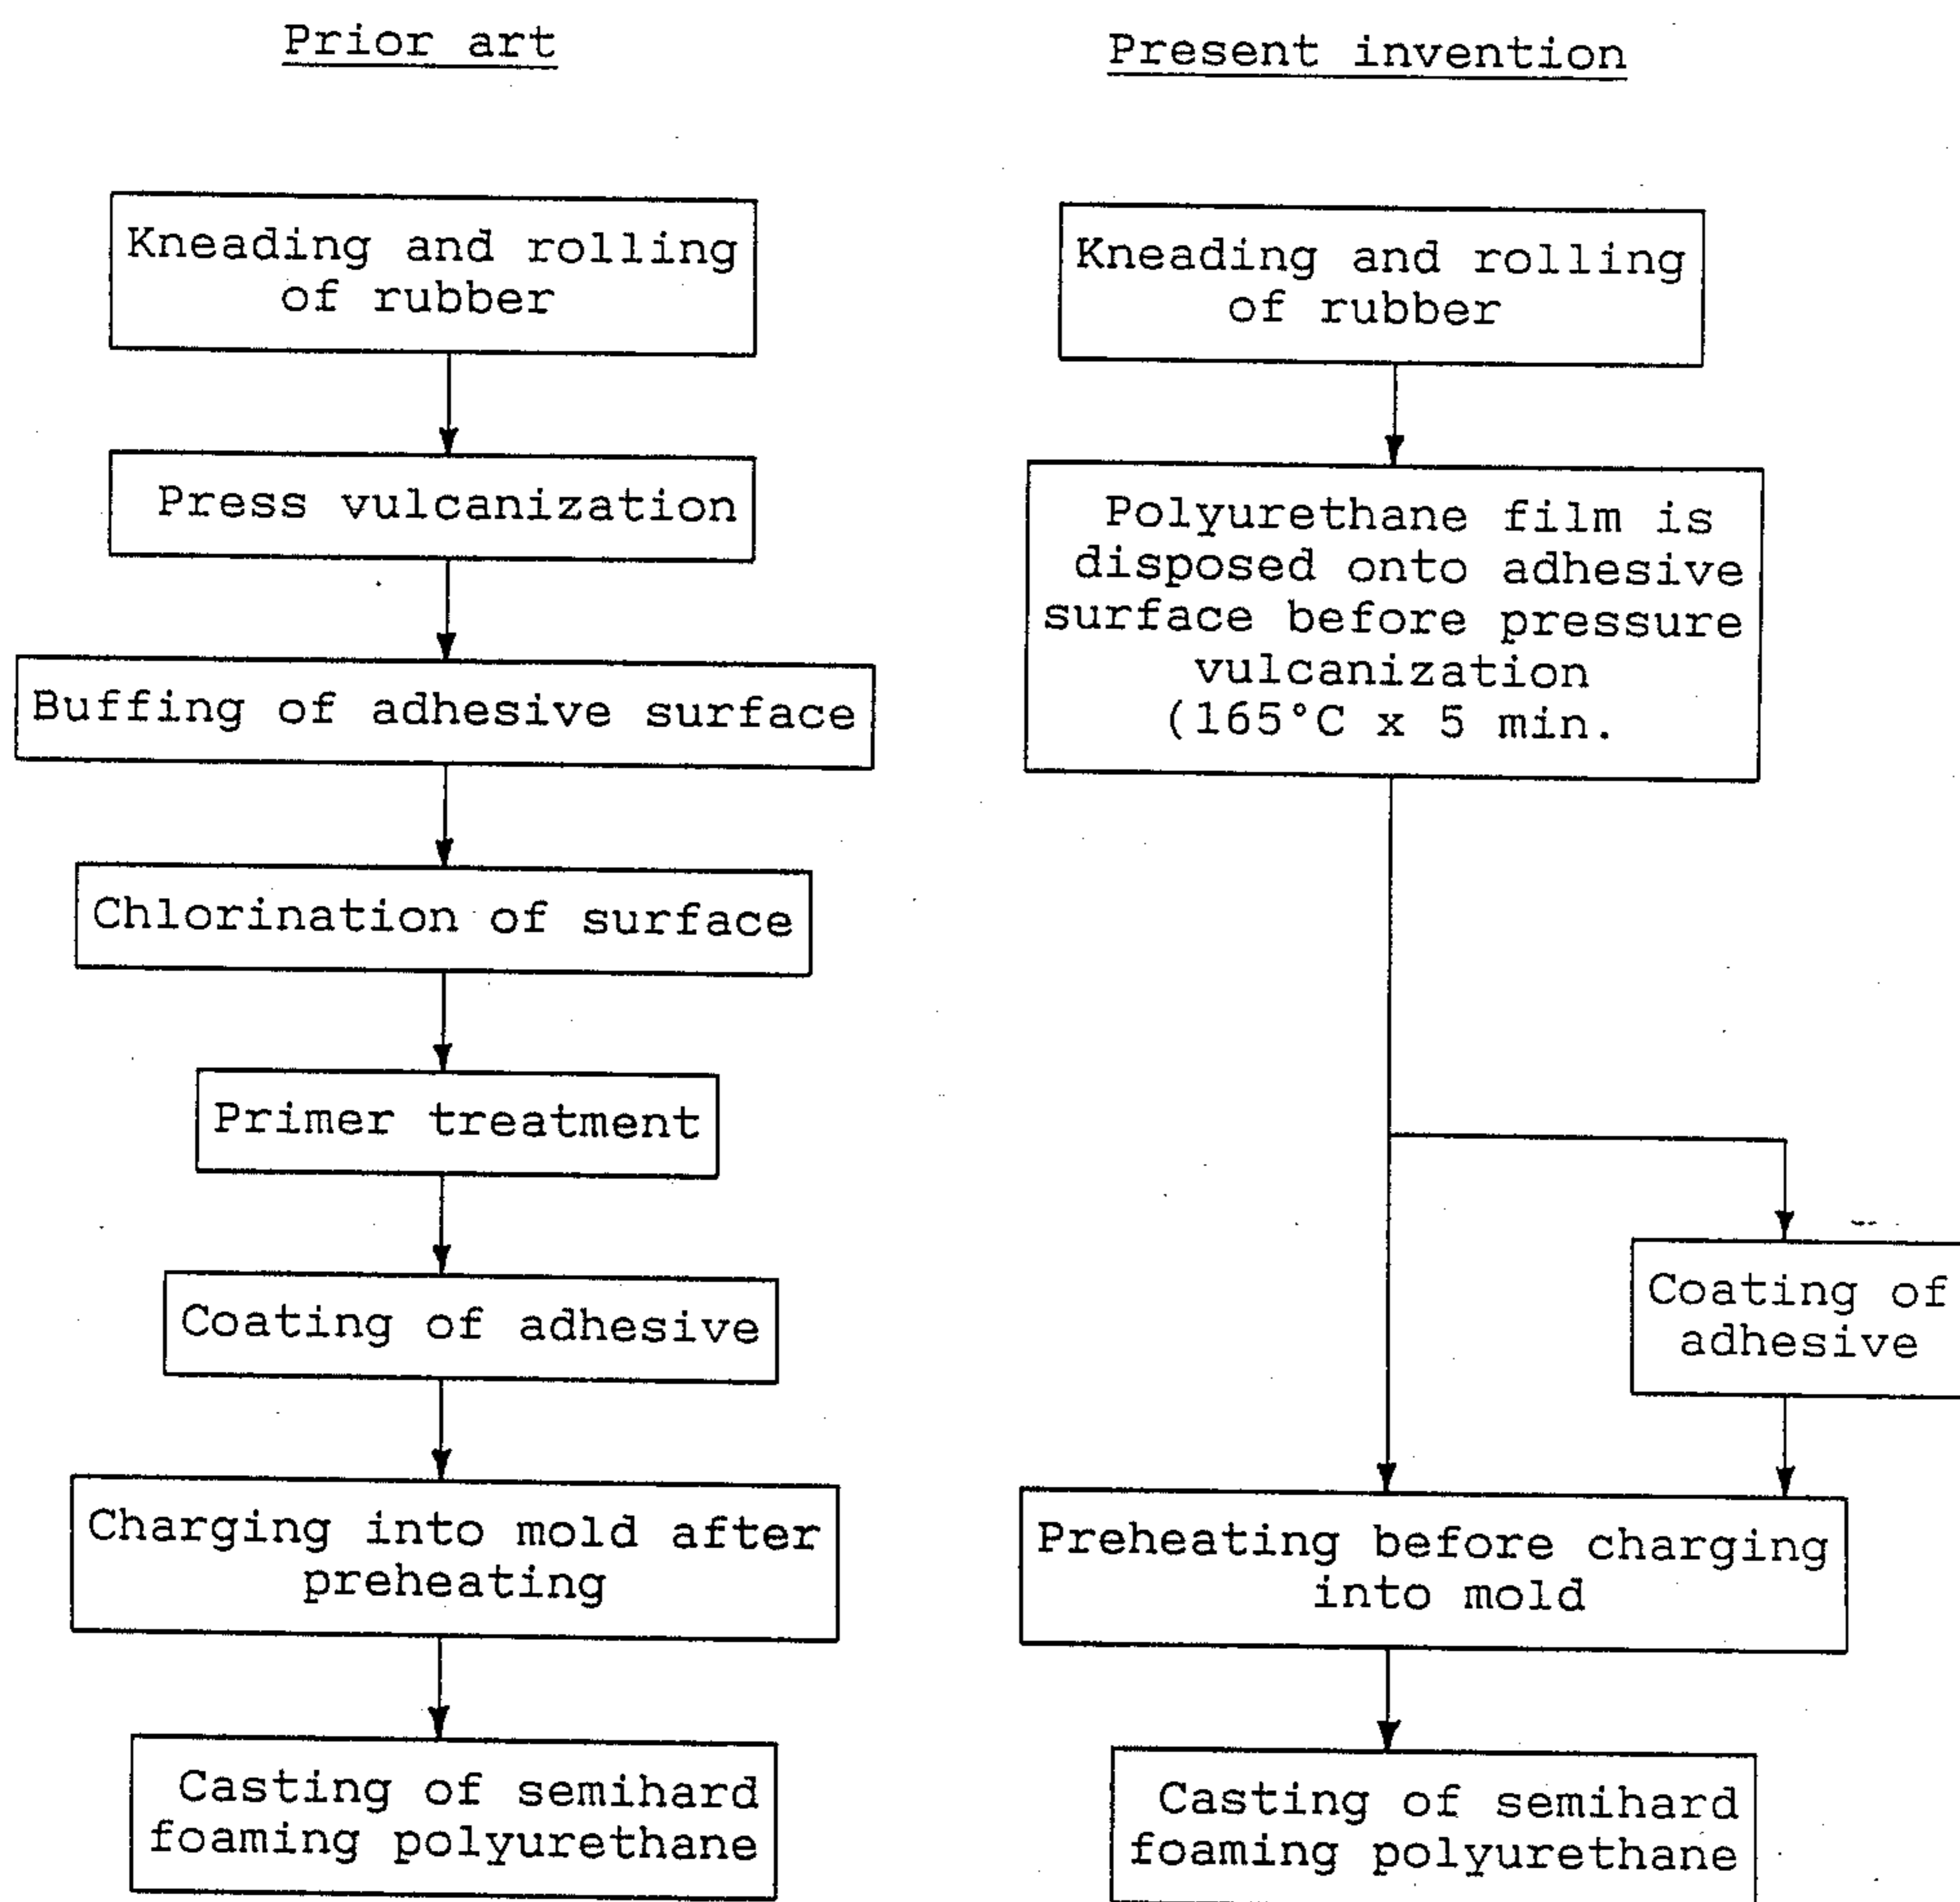 Prior art
Kneading and rolling
of rubber
Press vulcanization
Buffing of adhesive surface
Chlorination of surface
Primer treatment
Coating of adhesive
Charging into mold after
preheating
Casting of semihard
foaming polyurethane
Present invention
Kneading and rolling
of rubber
Polyurethane film is
disposed onto adhesive
surface before pressure
vulcanization
(165°C x 5 min.
Coating of
adhesive
Preheating before charging
into mold
Casting of semihard
foaming polyurethane